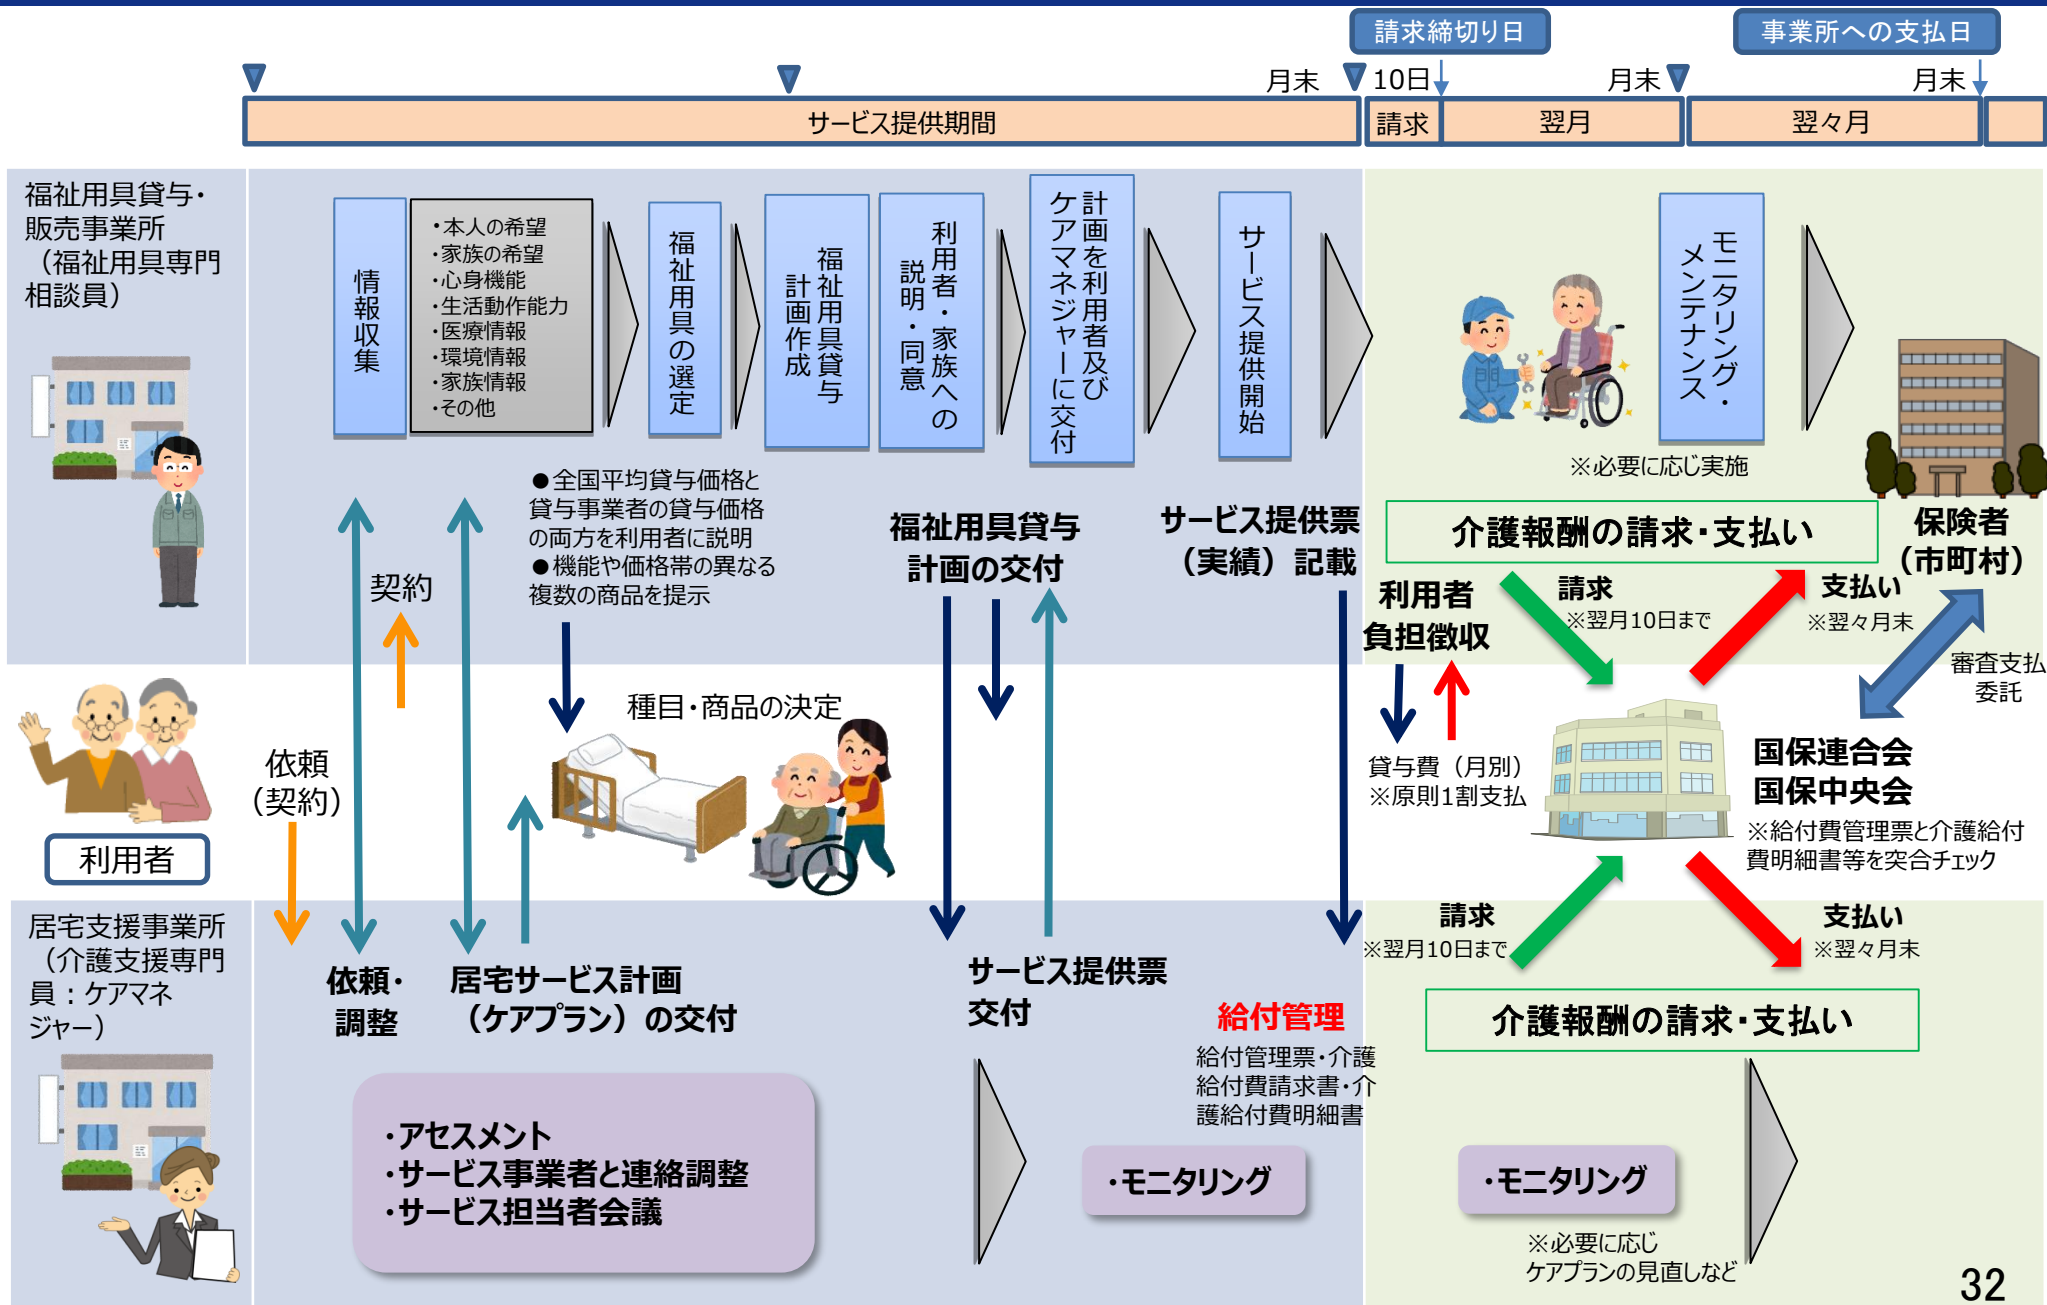 請求締切り日
事業所への支払日
月末
10日
月末
月末
サービス提供期間
請求
翌月
翌々月
福祉用具貸与・
販売事業所
（福祉用具専門
相談員）
情報収集
・本人の希望
・家族の希望
・心身機能
・生活動作能力
・医療情報
・環境情報
・家族情報
・その他
福祉用具の選定
福祉用具貸与
計画作成
利用者・家族への
説明・同意
計画を利用者及び
ケアマネジャーに交付
サービス提供開始
モニタリング・
メンテナンス
※必要に応じ実施
●全国平均貸与価格と
貸与事業者の貸与価格
の両方を利用者に説明
●機能や価格帯の異なる
複数の商品を提示
契約
福祉用具貸与
計画の交付
サービス提供票
（実績）記載
介護報酬の請求・支払い
保険者
（市町村）
利用者
負担徴収
請求
※翌月10日まで
支払い
※翌々月末
審査支払
委託
種目・商品の決定
依頼
（契約）
利用者
貸与費（月別）
※原則1割支払
国保連合会
国保中央会
※給付費管理票と介護給付
費明細書等を突合チェック
居宅支援事業所
（介護支援専門
員：ケアマネ
ジャー）
依頼・
調整
居宅サービス計画
（ケアプラン）の交付
サービス提供票
交付
給付管理
給付管理票・介護
給付費請求書・介
護給付費明細書
請求
※翌月10日まで
支払い
※翌々月末
介護報酬の請求・支払い
・アセスメント
・サービス事業者と連絡調整
・サービス担当者会議
・モニタリング
・モニタリング
※必要に応じ
ケアプランの見直しなど
32